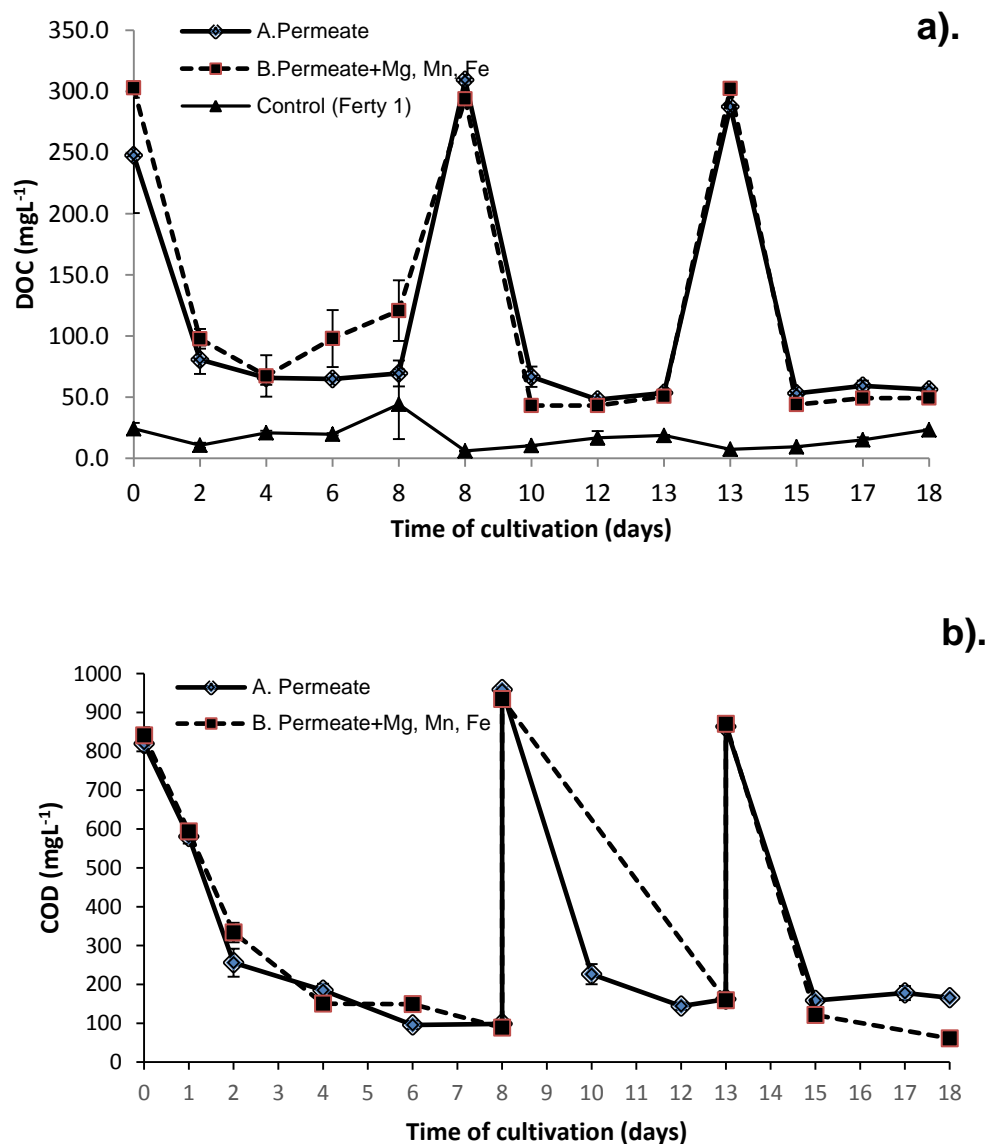 a).
A.Permeate
B.Permeate+Mg, Mn, Fe
Control (Ferty 1)
350.0
300.0
250.0
200.0
150.0
100.0
50.0
0.0
DOC (mgL-1)
0 2 4 6 8 8 10 12 13 13 15 17 18
Time of cultivation (days)
b).
A. Permeate
B. Permeate+Mg, Mn, Fe
1000
900
800
700
600
500
400
300
200
100
0
COD (mgL-1)
0 1 2 3 4 5 6 7 8 8 9 10 11 12 13 13 14 15 16 17 18
Time of cultivation (days)